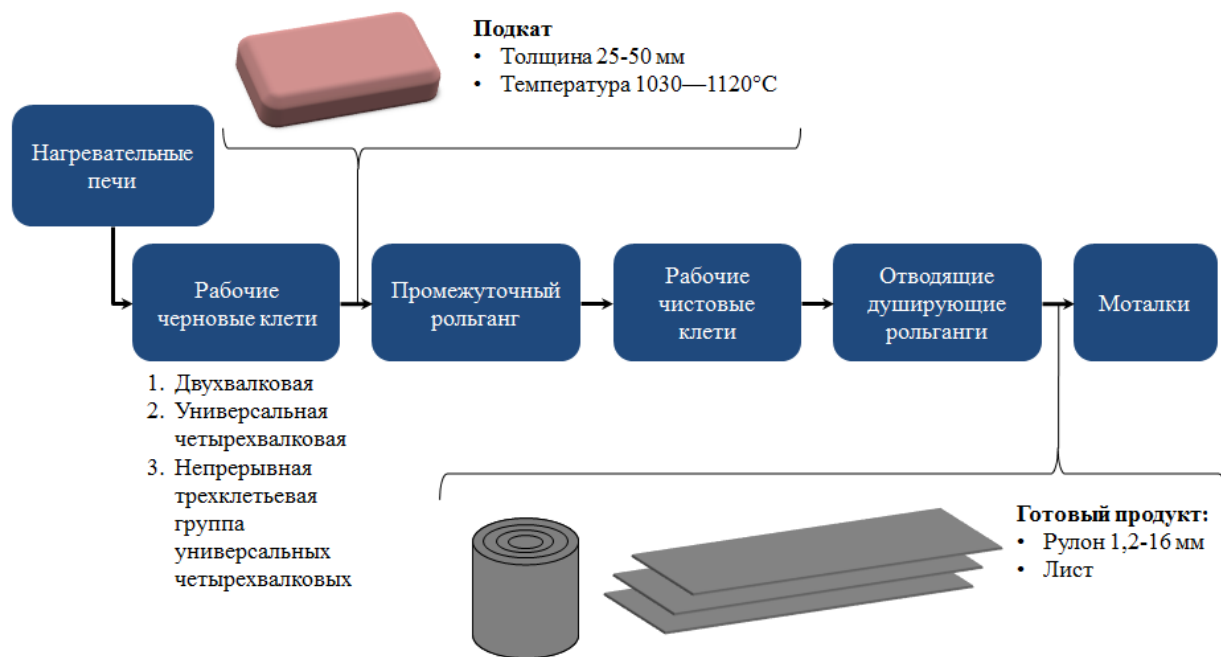 Подкат
• Толщина 25-50 мм
• Температура 1030—1120°С
Нагревательные
печи
Рабочие
черновые клети
Промежуточный
рольганг
Рабочие
чистовые
клети
Отводящие
душирующие
рольганги
Моталки
1. Двухвалковая
2. Универсальная
четырехвалковая
3. Непрерывная
трехклетьевая
группа
универсальных
четырехвалковых
Готовый продукт:
• Рулон 1,2-16 мм
• Лист